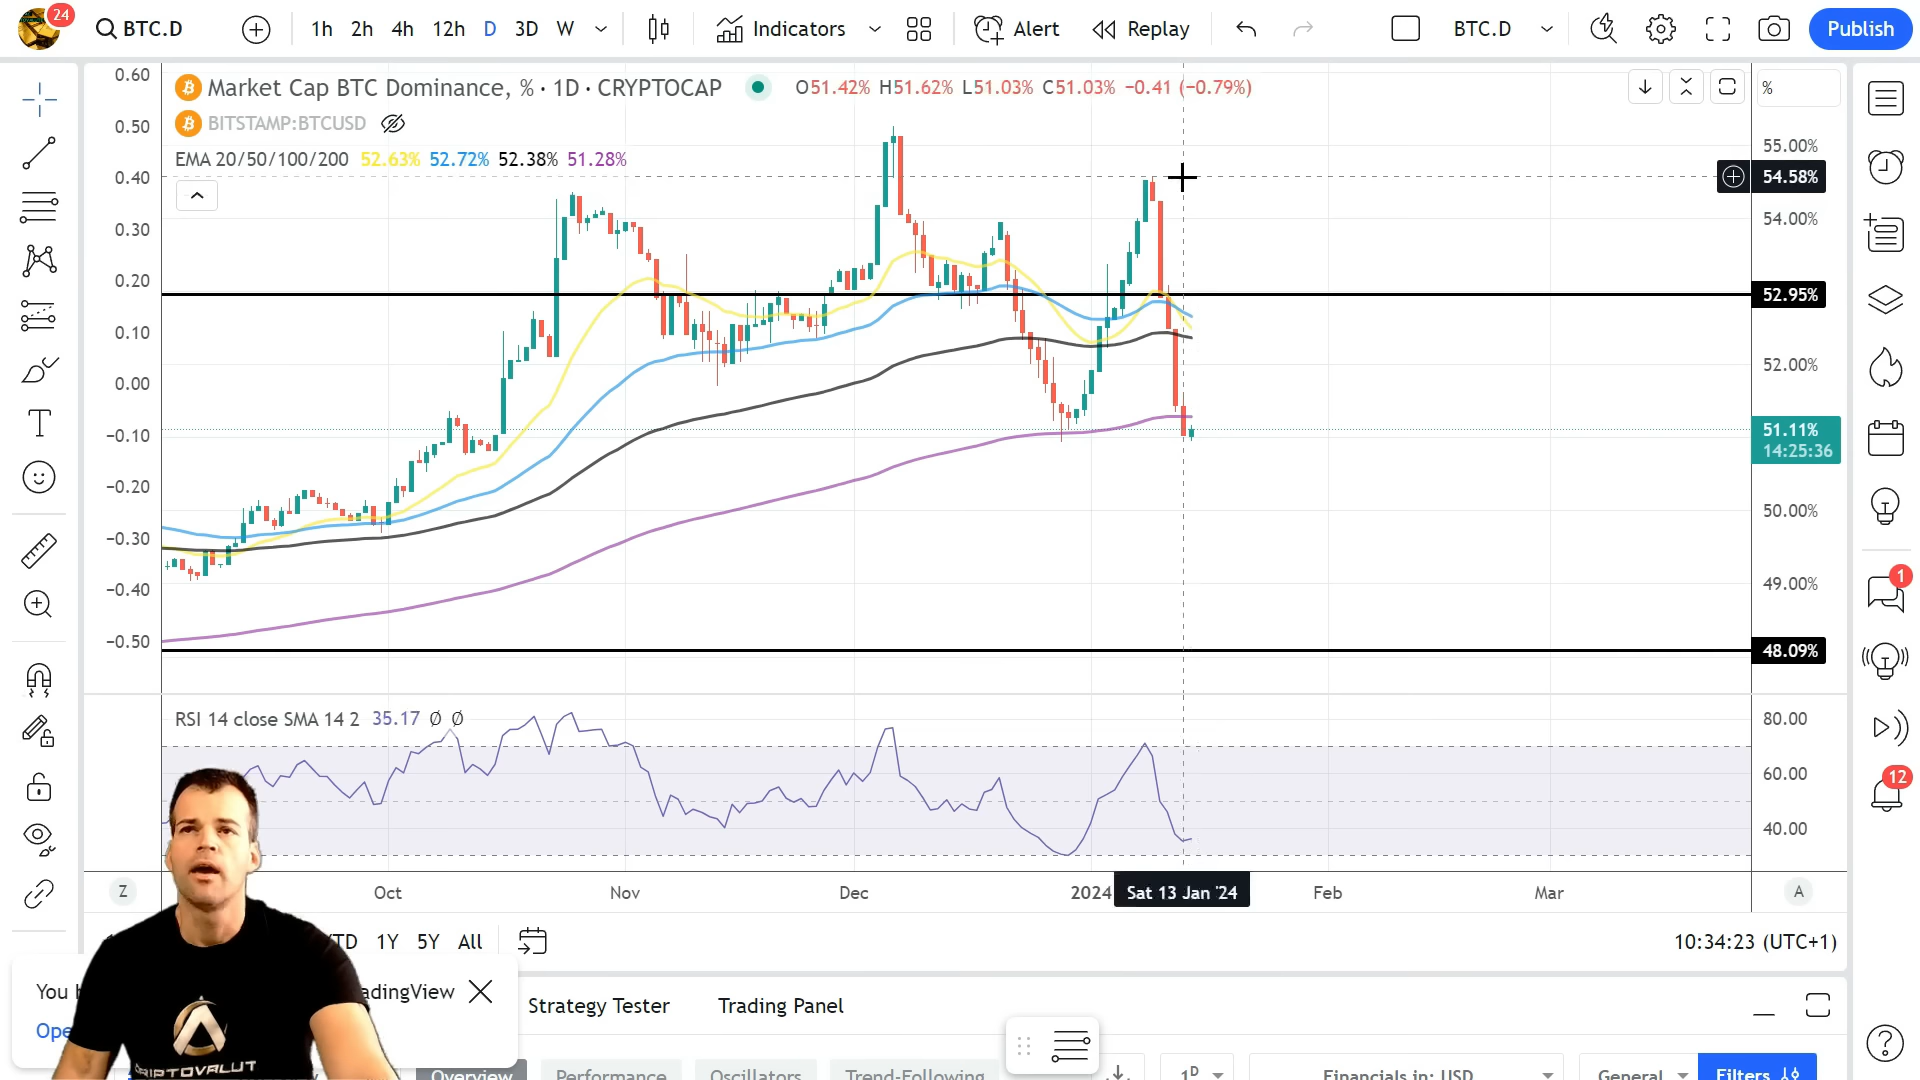 24
BTC.D
1h 2h 4h 12h D 3D W
Indicators
Alert
Replay
BTC.D
Publish
Market Cap BTC Dominance, % · 1D · CRYPTOCAP
O51.42% H51.62% L51.03% C51.03% −0.41 (−0.79%)
BITSTAMP:BTCUSD
EMA 20/50/100/200 52.63% 52.72% 52.38% 51.28%
%
0.60
0.50
0.40
0.30
0.20
0.10
0.00
−0.10
−0.20
−0.30
−0.40
−0.50
55.00%
54.58%
54.00%
52.95%
52.00%
51.11%
14:25:36
50.00%
49.00%
48.09%
RSI 14 close SMA 14 2 35.17 Ø Ø
80.00
60.00
40.00
1
12
Z
Oct Nov Dec 2024 Sat 13 Jan '24 Feb Mar
A
TD 1Y 5Y All
10:34:23 (UTC+1)
You
adingView
Ope
Strategy Tester
Trading Panel
CRIPTOVALUT
Overview
Performance
Oscillators
Trend-Following
1D
Financials in: USD
General
Filters